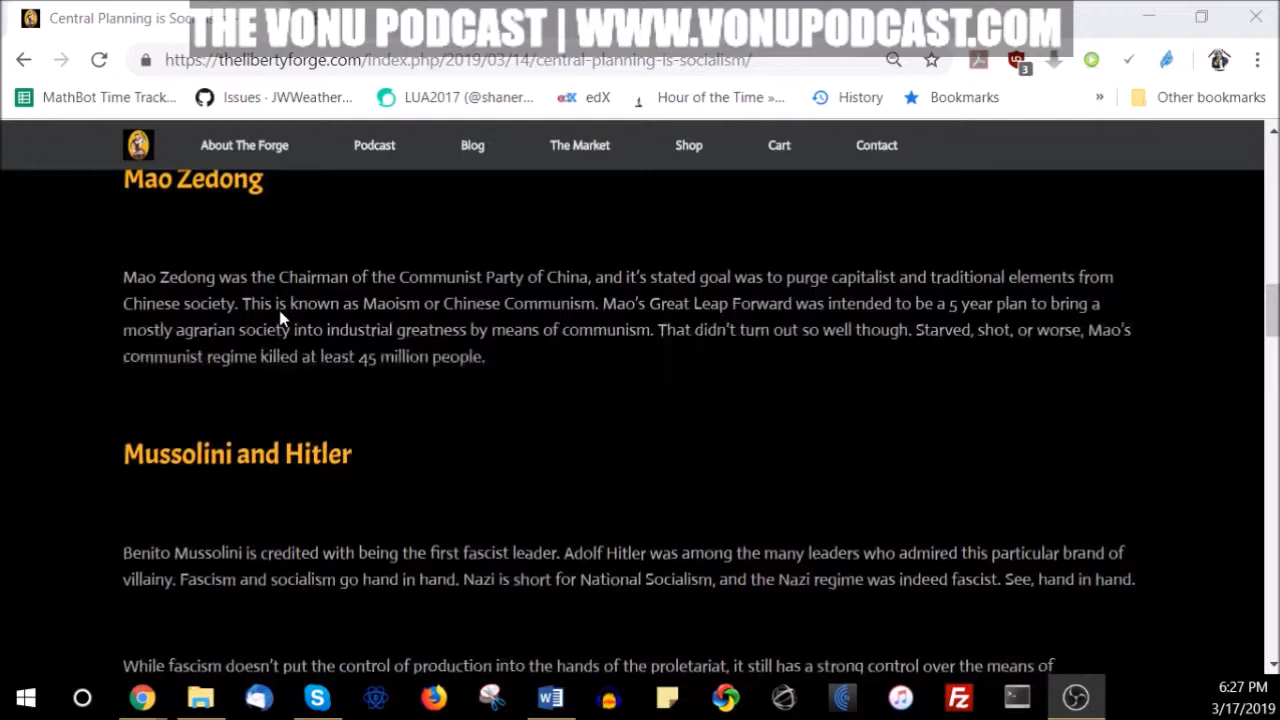 Central Planning is Soc
THE VONU PODCAST | WWW.VONUPODCAST.COM
https://thelibertyforge.com/index.php/2019/03/14/central-planning-is-socialism/
3
MathBot Time Track... Issues · JWWeather... LUA2017 (@shaner... edX Hour of the Time »... History Bookmarks » Other bookmarks
About The Forge Podcast Blog The Market Shop Cart Contact
Mao Zedong
Mao Zedong was the Chairman of the Communist Party of China, and it's stated goal was to purge capitalist and traditional elements from
Chinese society. This is known as Maoism or Chinese Communism. Mao's Great Leap Forward was intended to be a 5 year plan to bring a
mostly agrarian society into industrial greatness by means of communism. That didn't turn out so well though. Starved, shot, or worse, Mao's
communist regime killed at least 45 million people.
Mussolini and Hitler
Benito Mussolini is credited with being the first fascist leader. Adolf Hitler was among the many leaders who admired this particular brand of
villainy. Fascism and socialism go hand in hand. Nazi is short for National Socialism, and the Nazi regime was indeed fascist. See, hand in hand.
While fascism doesn't put the control of production into the hands of the proletariat, it still has a strong control over the means of
6:27 PM
3/17/2019